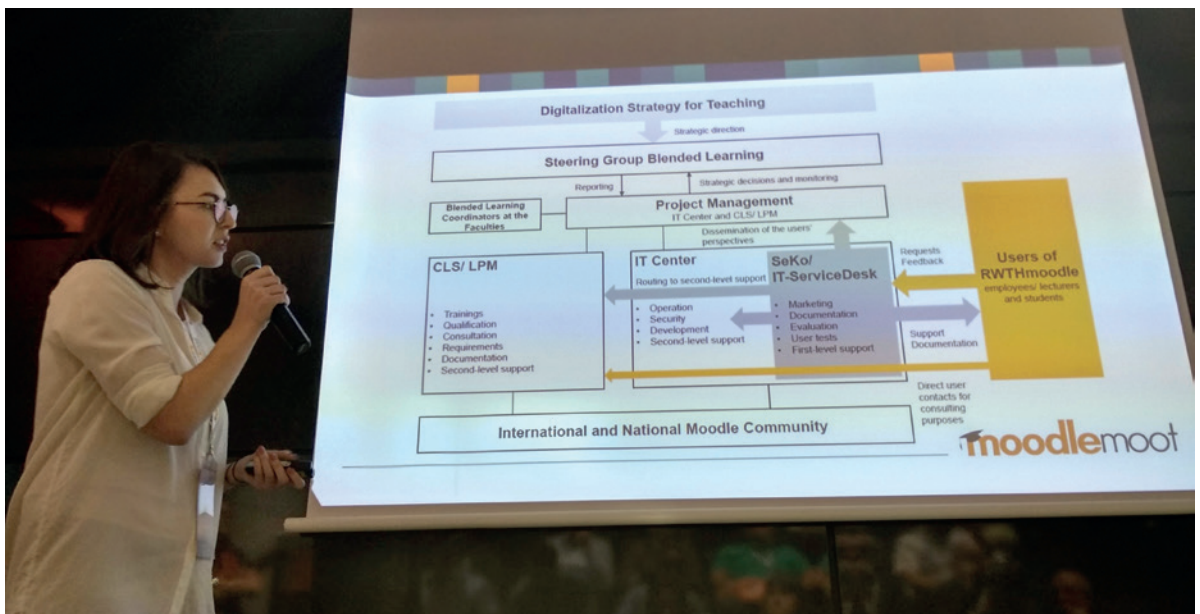 Digitalization Strategy for Teaching
Strategic direction
Steering Group Blended Learning
Reporting
Strategic decisions and monitoring
Blended Learning
Coordinators at the
Faculties
Project Management
IT Center and CLS/ LPM
Dissemination of the users'
perspectives
CLS/ LPM
• Trainings
• Qualification
• Consultation
• Requirements
• Documentation
• Second-level support
IT Center
Routing to second-level support
• Operation
• Security
• Development
• Second-level support
SeKo/
IT-ServiceDesk
• Marketing
• Documentation
• Evaluation
• User tests
• First-level support
Requests
Feedback
Support
Documentation
Users of
RWTHmoodle
employees/ lecturers
and students
Direct user
contacts for
consulting
purposes
International and National Moodle Community
moodlemoot